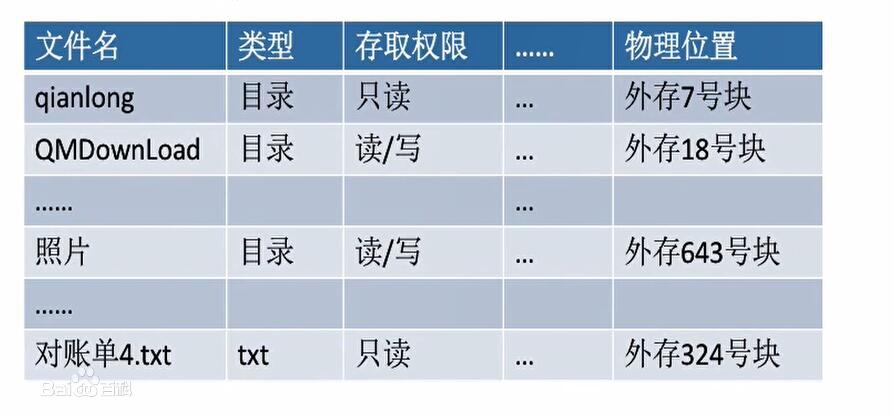 文件名 类型 存取权限 …… 物理位置
qianlong 目录 只读 … 外存7号块
QMDownLoad 目录 读/写 … 外存18号块
…… …
照片 目录 读/写 … 外存643号块
……
对账单4.txt txt 只读 … 外存324号块
Baidu百科